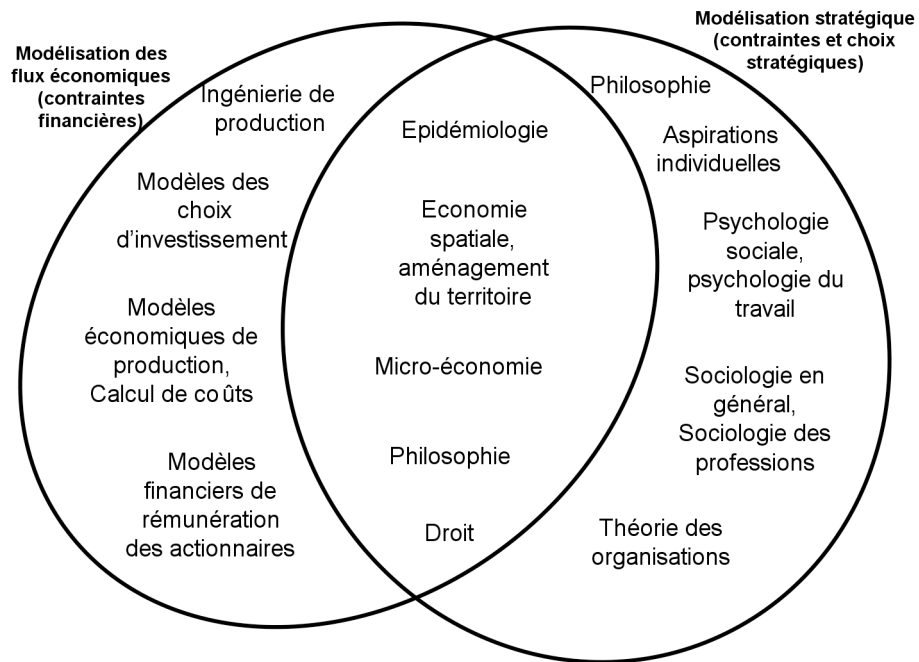 Modélisation des
flux économiques
(contraintes
financières)
Ingénierie de
production
Modèles des
choix
d’investissement
Modèles
économiques de
production,
Calcul de coûts
Modèles
financiers de
rémunération
des actionnaires
Epidémiologie
Economie
spatiale,
aménagement
du territoire
Micro-économie
Philosophie
Droit
Modélisation stratégique
(contraintes et choix
stratégiques)
Philosophie
Aspirations
individuelles
Psychologie
sociale,
psychologie du
travail
Sociologie en
général,
Sociologie des
professions
Théorie des
organisations